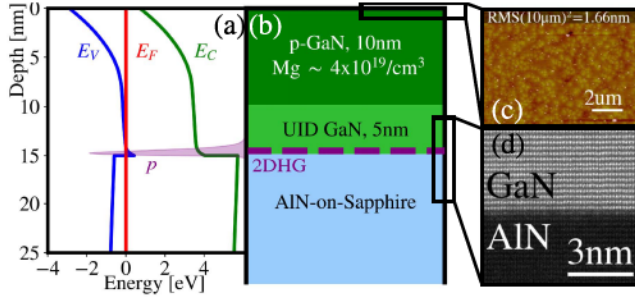 0
5
10
15
20
25
Depth [nm]
−4 −2 0 2 4
Energy [eV]
(a)
E_V E_F E_C
p
(b)
p-GaN, 10nm
Mg ~ 4x10^19/cm^3
UID GaN, 5nm
2DHG
AlN-on-Sapphire
RMS(10μm)^2=1.66nm
2um
(c)
(d)
GaN
AlN
3nm